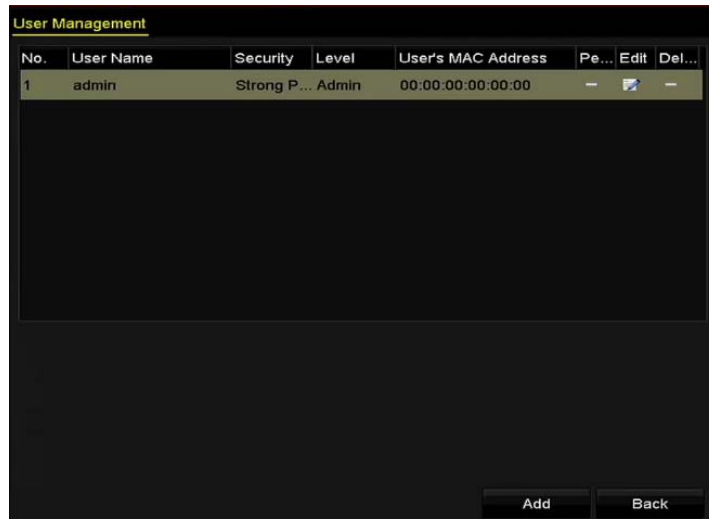 User Management
No. User Name Security Level User's MAC Address Pe... Edit Del...
1 admin Strong P... Admin 00:00:00:00:00:00 – –
Add Back